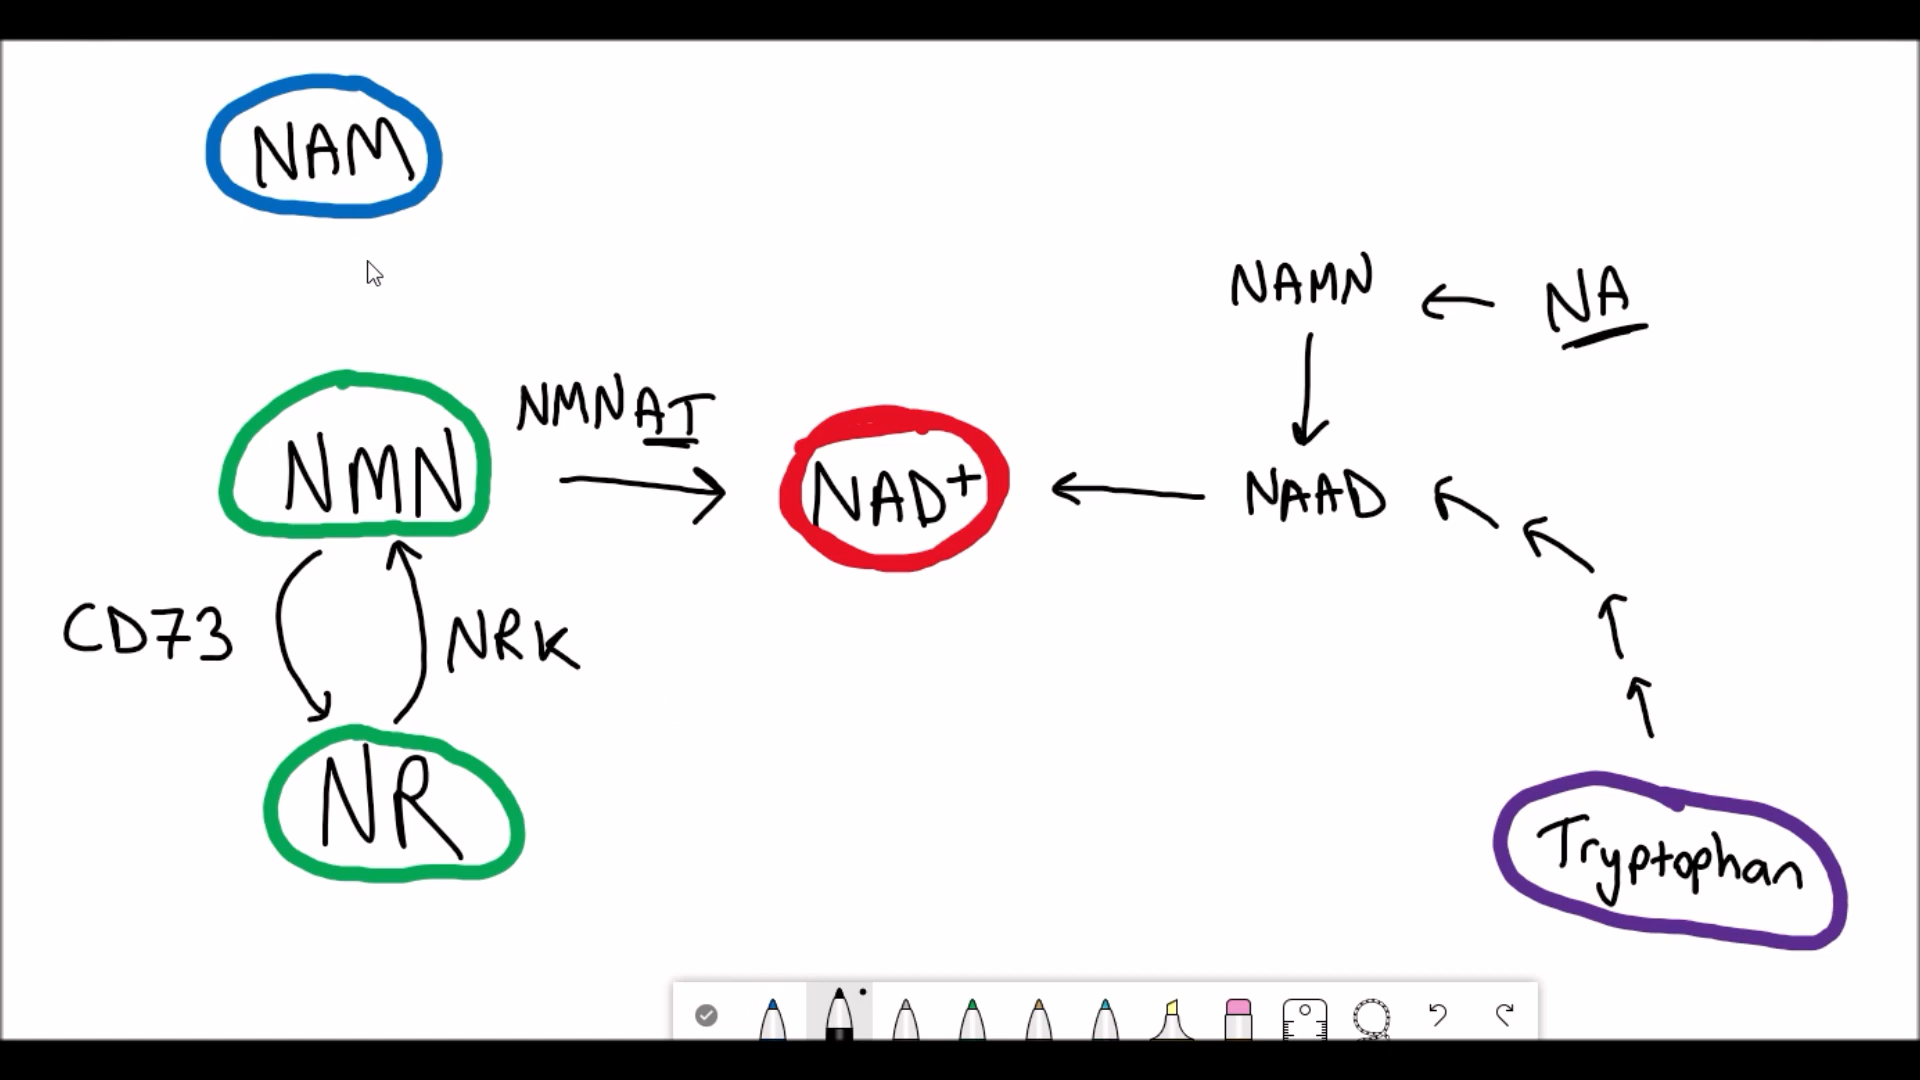 NAM
NAMN
NA
NMNAT
NMN
NAD+
NAAD
CD73
NRK
NR
Tryptophan